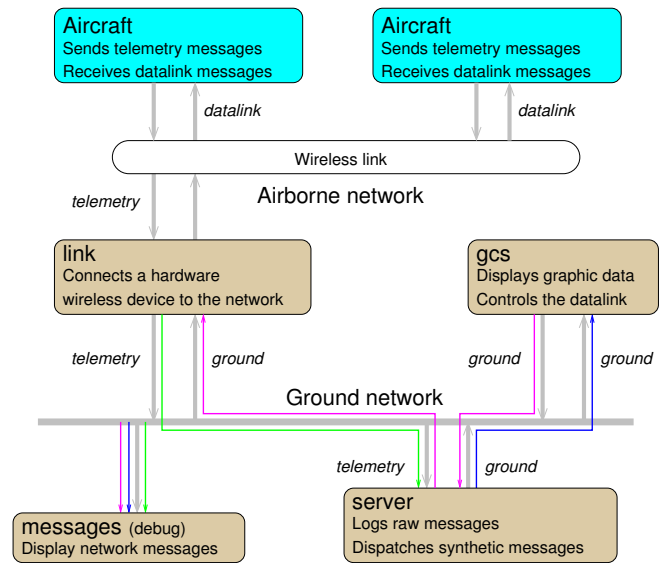 Aircraft
Sends telemetry messages
Receives datalink messages
Aircraft
Sends telemetry messages
Receives datalink messages
datalink
datalink
Wireless link
telemetry
Airborne network
link
Connects a hardware
wireless device to the network
gcs
Displays graphic data
Controls the datalink
telemetry
ground
ground
ground
Ground network
telemetry
ground
messages (debug)
Display network messages
server
Logs raw messages
Dispatches synthetic messages